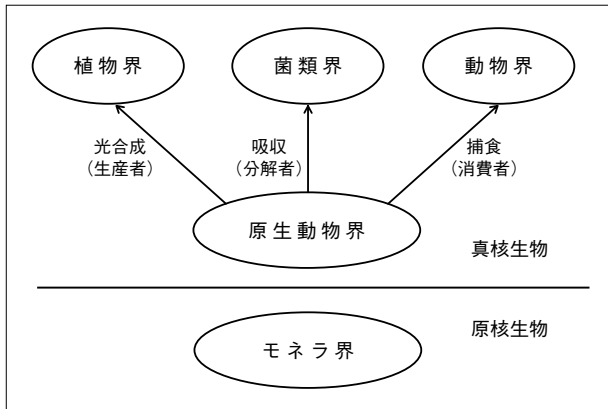 植物界
菌類界
動物界
光合成
（生産者）
吸収
（分解者）
捕食
（消費者）
原生動物界
真核生物
原核生物
モネラ界